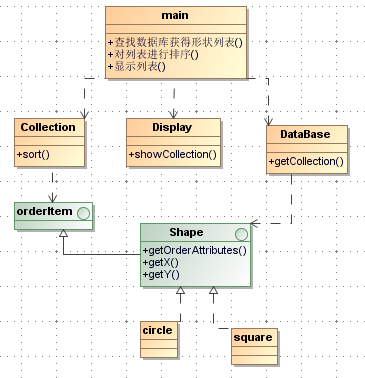 main
+查找数据库获得形状列表()
+对列表进行排序()
+显示列表()
Collection
+sort()
Display
+showCollection()
DataBase
+getCollection()
orderItem
Shape
+getOrderAttributes()
+getX()
+getY()
circle
square